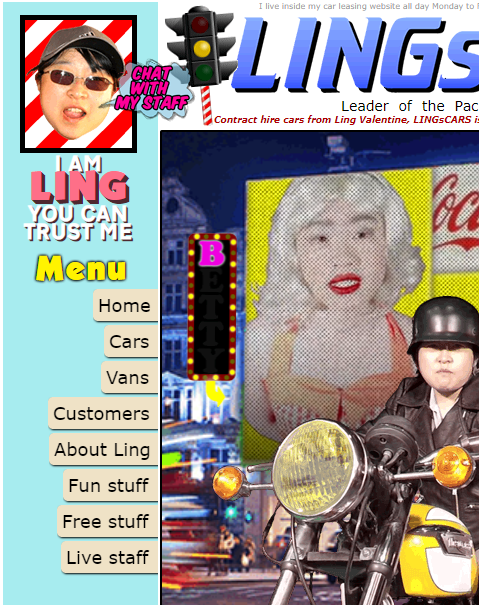 I live inside my car leasing website all day Monday to
LINGs
Leader of the Pac
Contract hire cars from Ling Valentine, LINGsCARS is
CHAT
WITH
MY STAFF
I AM
LING
YOU CAN
TRUST ME
Menu
Home
Cars
Vans
Customers
About Ling
Fun stuff
Free stuff
Live staff
BETTY
Coc